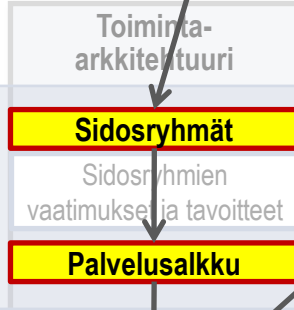 Toiminta-
arkkitehtuuri
Sidosryhmät
Sidosryhmien
vaatimukset ja tavoitteet
Palvelusalkku